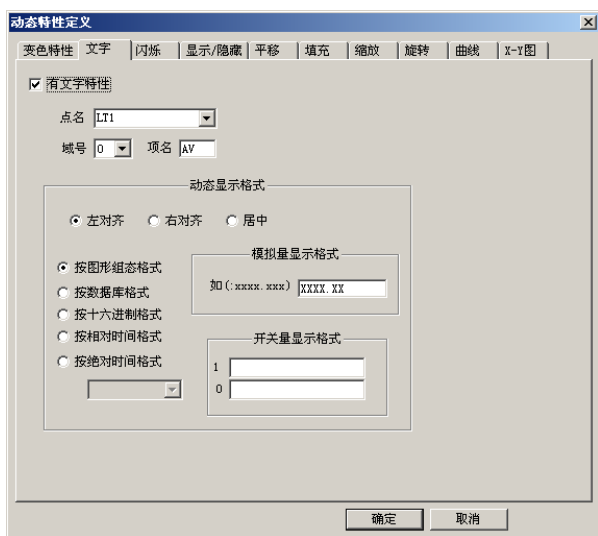 动态特性定义
变色特性 文字 闪烁 显示/隐藏 平移 填充 缩放 旋转 曲线 X-Y图
有文字特性
点名 LT1
域号 0 项名 AV
动态显示格式
左对齐 右对齐 居中
模拟量显示格式
如(:xxxx.xxx) XXXX.XX
按图形组态格式
按数据库格式
按十六进制格式
按相对时间格式
按绝对时间格式
开关量显示格式
1
0
确定 取消